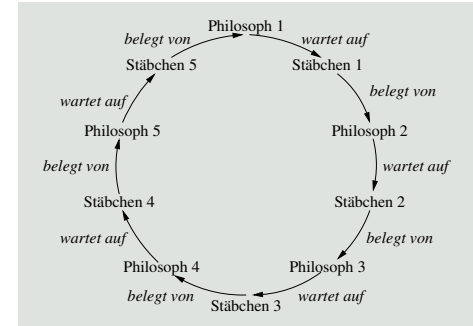 Philosoph 1
wartet auf
Stäbchen 1
belegt von
Philosoph 2
wartet auf
Stäbchen 2
belegt von
Philosoph 3
wartet auf
Stäbchen 3
belegt von
Philosoph 4
wartet auf
Stäbchen 4
belegt von
Philosoph 5
wartet auf
Stäbchen 5
belegt von